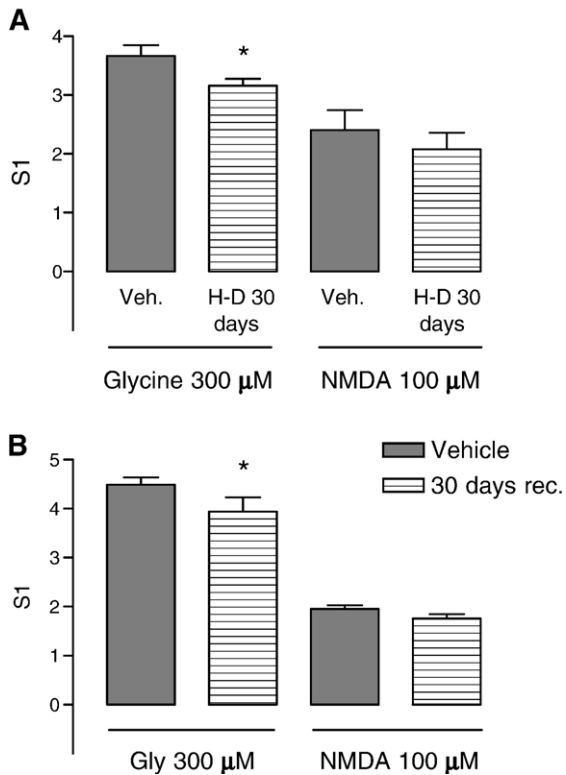 A
4
3
2
1
0
S1
*
Veh.
H-D 30
days
Veh.
H-D 30
days
Glycine 300 μM
NMDA 100 μM
B
Vehicle
30 days rec.
5
4
3
2
1
0
S1
*
Gly 300 μM
NMDA 100 μM